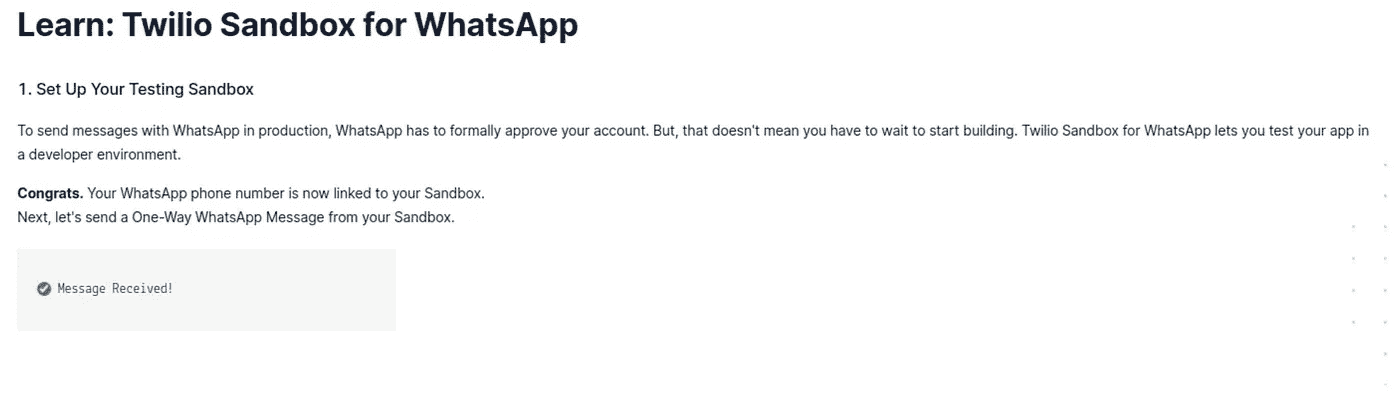 Learn: Twilio Sandbox for WhatsApp
1. Set Up Your Testing Sandbox
To send messages with WhatsApp in production, WhatsApp has to formally approve your account. But, that doesn't mean you have to wait to start building. Twilio Sandbox for WhatsApp lets you test your app in
a developer environment.
Congrats. Your WhatsApp phone number is now linked to your Sandbox.
Next, let's send a One-Way WhatsApp Message from your Sandbox.
Message Received!